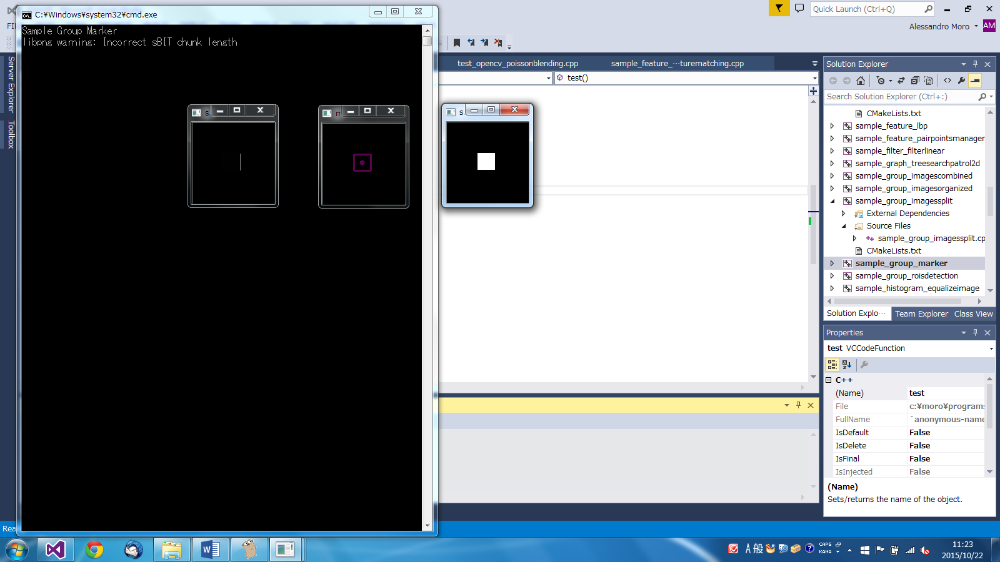 C:¥Windows¥system32¥cmd.exe
Sample Group Marker
libpng warning: Incorrect sBIT chunk length
s
m
s
Quick Launch (Ctrl+Q)
Alessandro Moro
AM
Server Explorer
Toolbox
test_opencv_poissonblending.cpp
sample_feature_···turematching.cpp
test()
Solution Explorer
Search Solution Explorer (Ctrl+:)
CMakeLists.txt
sample_feature_lbp
sample_feature_pairpointsmanager
sample_filter_filterlinear
sample_graph_treesearchpatrol2d
sample_group_imagescombined
sample_group_imagesorganized
sample_group_imagessplit
External Dependencies
Source Files
sample_group_imagessplit.cp
CMakeLists.txt
sample_group_marker
sample_group_roisdetection
sample_histogram_equalizeimage
Solution Explo··· Team Explorer Class View
Properties
test VCCodeFunction
C++
(Name) test
File c:¥moro¥programs
FullName `anonymous-name
IsDefault False
IsDelete False
IsFinal False
IsInjected False
(Name)
Sets/returns the name of the object.
Rea
A 般
CAPS
KANA
11:23
2015/10/22